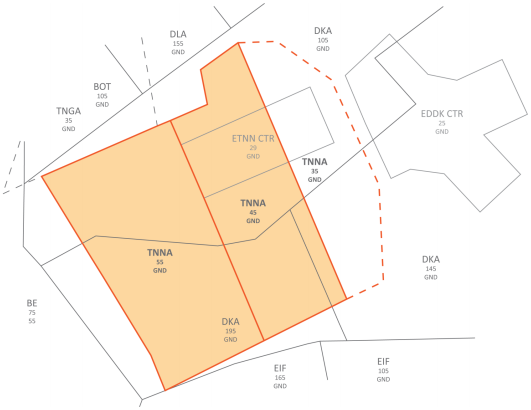 DLA
155
GND
DKA
105
GND
BOT
105
GND
TNGA
35
GND
EDDK CTR
25
GND
ETNN CTR
29
GND
TNNA
35
GND
TNNA
45
GND
TNNA
55
GND
DKA
145
GND
BE
75
55
DKA
195
GND
EIF
165
GND
EIF
105
GND